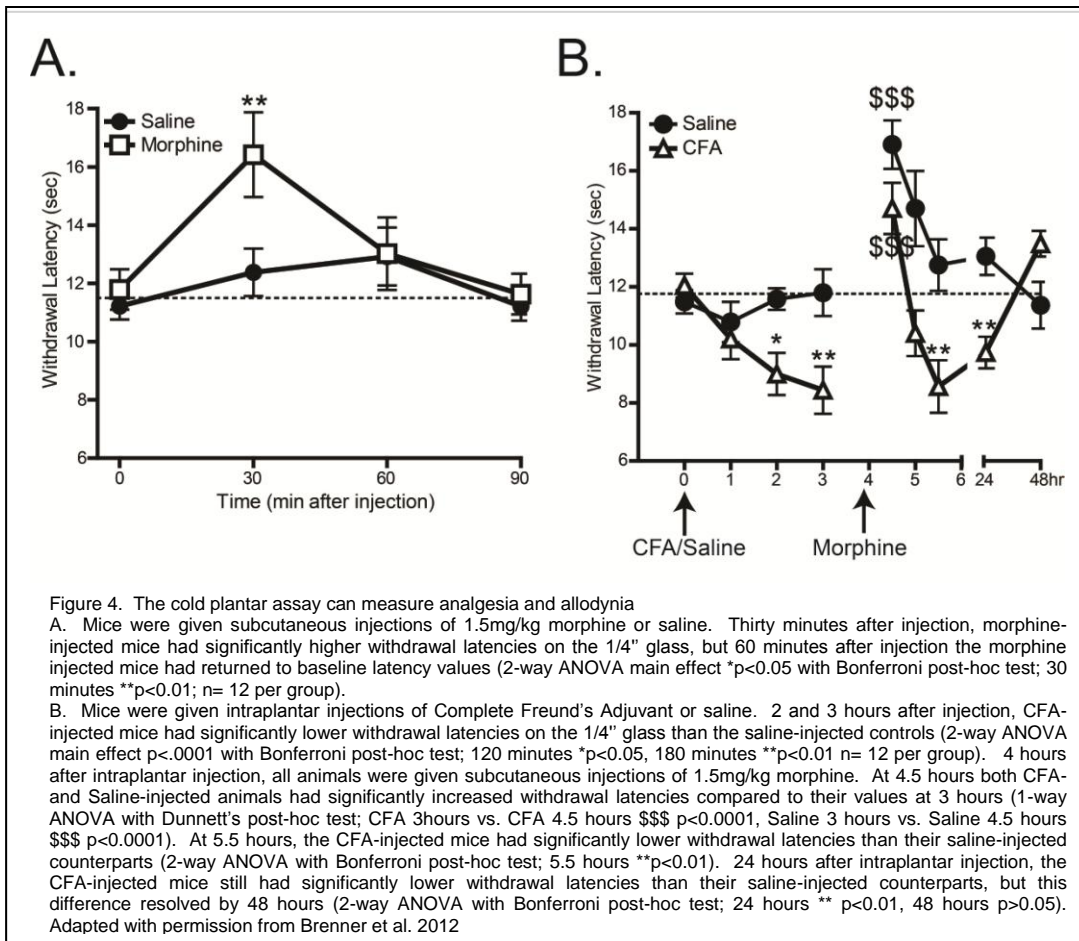 A.
B.
18
16
14
12
10
8
6
Withdrawal Latency (sec)
**
Saline
Morphine
0
30
60
90
Time (min after injection)
18
16
14
12
10
8
6
Withdrawal Latency (sec)
$$$
Saline
CFA
$$$
*
**
**
**
0
1
2
3
4
5
6
24
48hr
CFA/Saline
Morphine
Figure 4. The cold plantar assay can measure analgesia and allodynia
A. Mice were given subcutaneous injections of 1.5mg/kg morphine or saline. Thirty minutes after injection, morphine-
injected mice had significantly higher withdrawal latencies on the 1/4" glass, but 60 minutes after injection the morphine
injected mice had returned to baseline latency values (2-way ANOVA main effect *p<0.05 with Bonferroni post-hoc test; 30
minutes **p<0.01; n= 12 per group).
B. Mice were given intraplantar injections of Complete Freund's Adjuvant or saline. 2 and 3 hours after injection, CFA-
injected mice had significantly lower withdrawal latencies on the 1/4" glass than the saline-injected controls (2-way ANOVA
main effect p<.0001 with Bonferroni post-hoc test; 120 minutes *p<0.05, 180 minutes **p<0.01 n= 12 per group). 4 hours
after intraplantar injection, all animals were given subcutaneous injections of 1.5mg/kg morphine. At 4.5 hours both CFA-
and Saline-injected animals had significantly increased withdrawal latencies compared to their values at 3 hours (1-way
ANOVA with Dunnett's post-hoc test; CFA 3hours vs. CFA 4.5 hours $$$ p<0.0001, Saline 3 hours vs. Saline 4.5 hours
$$$ p<0.0001). At 5.5 hours, the CFA-injected mice had significantly lower withdrawal latencies than their saline-injected
counterparts (2-way ANOVA with Bonferroni post-hoc test; 5.5 hours **p<0.01). 24 hours after intraplantar injection, the
CFA-injected mice still had significantly lower withdrawal latencies than their saline-injected counterparts, but this
difference resolved by 48 hours (2-way ANOVA with Bonferroni post-hoc test; 24 hours ** p<0.01, 48 hours p>0.05).
Adapted with permission from Brenner et al. 2012